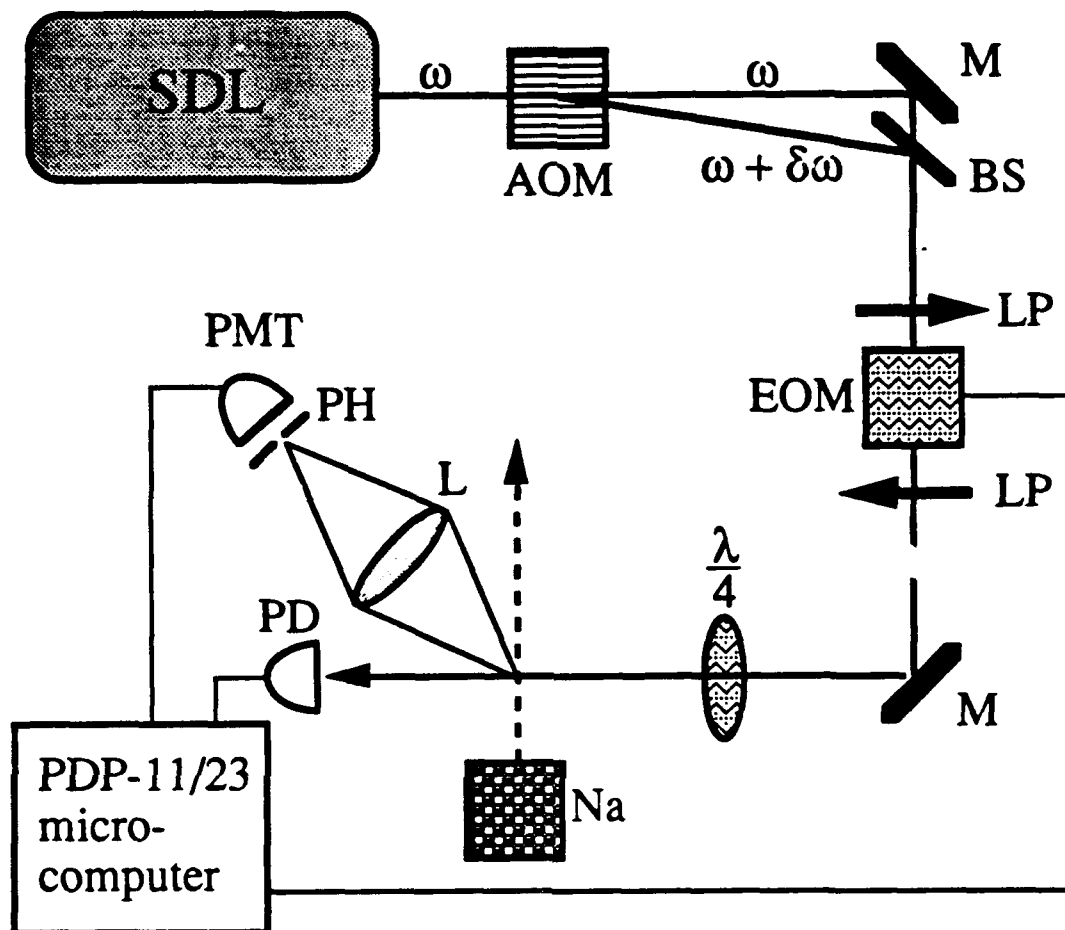 SDL
ω
ω
M
AOM
ω + δω
BS
LP
PMT
EOM
PH
L
LP
λ/4
PD
M
Na
PDP-11/23
micro-
computer